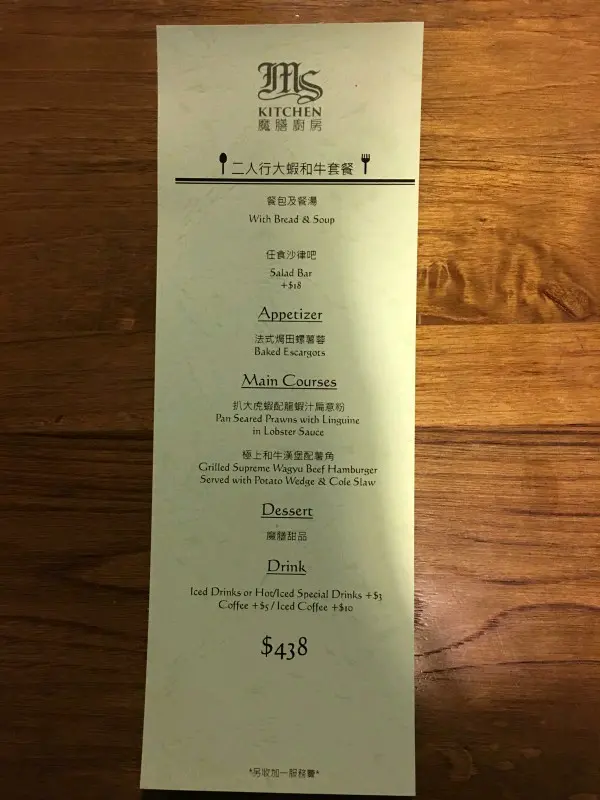 MS
KITCHEN
魔膳廚房
二人行大蝦和牛套餐
餐包及餐湯
With Bread & Soup
任食沙律吧
Salad Bar
+$18
Appetizer
法式焗田螺薯蓉
Baked Escargots
Main Courses
扒大虎蝦配龍蝦汁扁意粉
Pan Seared Prawns with Linguine
in Lobster Sauce
極上和牛漢堡配薯角
Grilled Supreme Wagyu Beef Hamburger
Served with Potato Wedge & Cole Slaw
Dessert
魔膳甜品
Drink
Iced Drinks or Hot/Iced Special Drinks +$3
Coffee +$5 / Iced Coffee +$10
$438
*另收加一服務費*